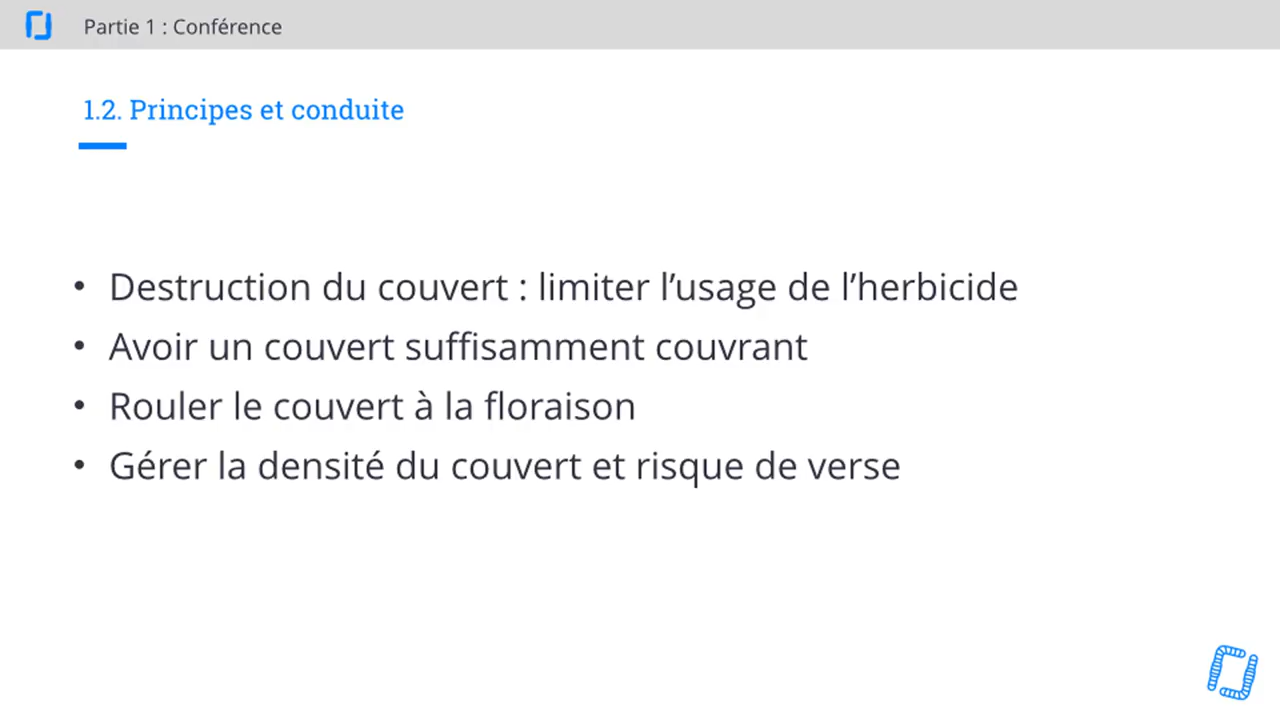 Partie 1 : Conférence
1.2. Principes et conduite
• Destruction du couvert : limiter l’usage de l’herbicide
• Avoir un couvert suffisamment couvrant
• Rouler le couvert à la floraison
• Gérer la densité du couvert et risque de verse